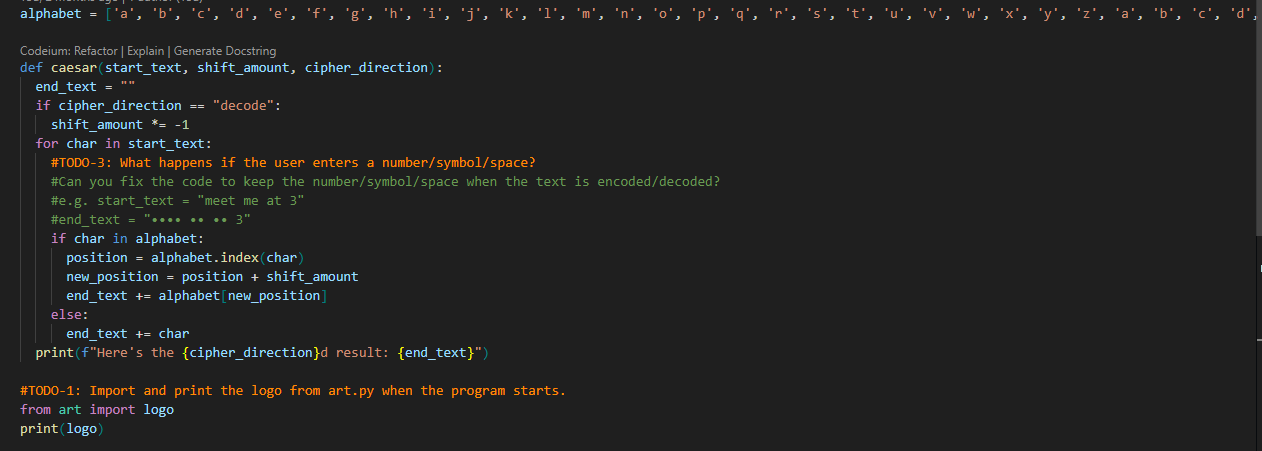 alphabet = ['a', 'b', 'c', 'd', 'e', 'f', 'g', 'h', 'i', 'j', 'k', 'l', 'm', 'n', 'o', 'p', 'q', 'r', 's', 't', 'u', 'v', 'w', 'x', 'y', 'z', 'a', 'b', 'c', 'd',
Codeium: Refactor | Explain | Generate Docstring
def caesar(start_text, shift_amount, cipher_direction):
  end_text = ""
  if cipher_direction == "decode":
    shift_amount *= -1
  for char in start_text:
    #TODO-3: What happens if the user enters a number/symbol/space?
    #Can you fix the code to keep the number/symbol/space when the text is encoded/decoded?
    #e.g. start_text = "meet me at 3"
    #end_text = "•••• •• •• 3"
    if char in alphabet:
      position = alphabet.index(char)
      new_position = position + shift_amount
      end_text += alphabet[new_position]
    else:
      end_text += char
  print(f"Here's the {cipher_direction}d result: {end_text}")
#TODO-1: Import and print the logo from art.py when the program starts.
from art import logo
print(logo)